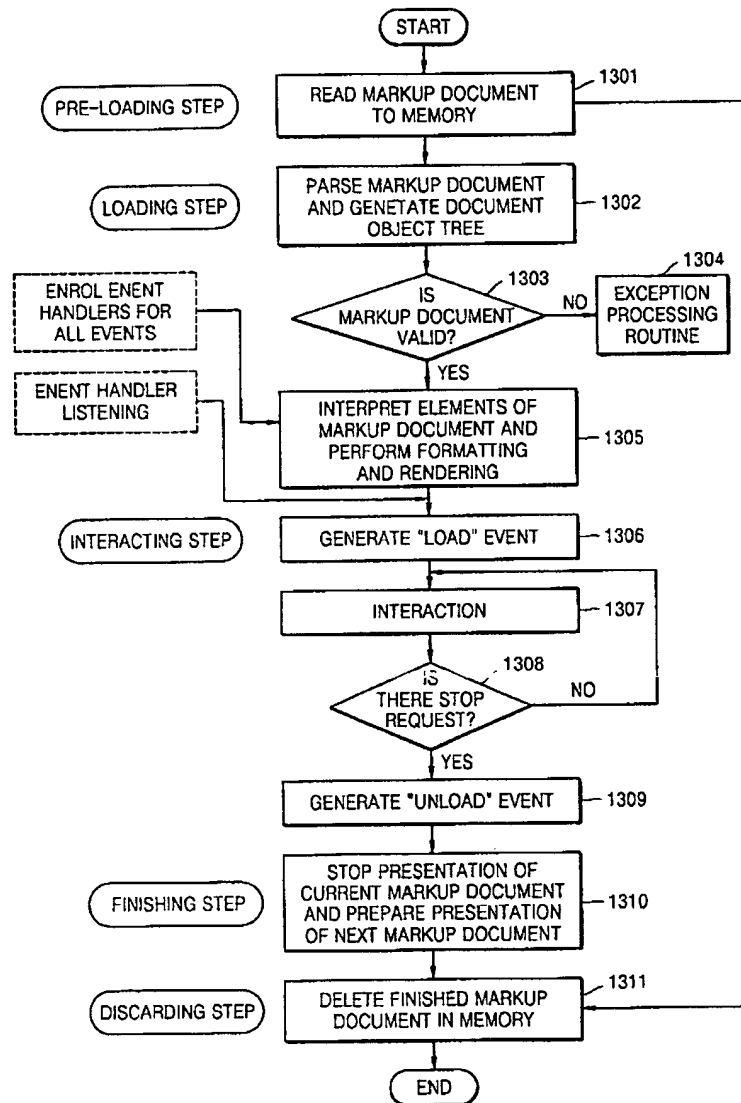 START
1301
PRE-LOADING STEP
READ MARKUP DOCUMENT
TO MEMORY
LOADING STEP
PARSE MARKUP DOCUMENT
AND GENETATE DOCUMENT
OBJECT TREE
1302
1303
1304
ENROL ENENT
HANDLERS FOR
ALL EVENTS
IS
MARKUP DOCUMENT
VALID?
NO
EXCEPTION
PROCESSING
ROUTINE
YES
ENENT HANDLER
LISTENING
INTERPRET ELEMENTS OF
MARKUP DOCUMENT AND
PERFORM FORMATTING
AND RENDERING
1305
INTERACTING STEP
GENERATE "LOAD" EVENT
1306
INTERACTION
1307
1308
IS
THERE STOP
REQUEST?
NO
YES
GENERATE "UNLOAD" EVENT
1309
FINISHING STEP
STOP PRESENTATION OF
CURRENT MARKUP DOCUMENT
AND PREPARE PRESENTATION
OF NEXT MARKUP DOCUMENT
1310
1311
DISCARDING STEP
DELETE FINISHED MARKUP
DOCUMENT IN MEMORY
END